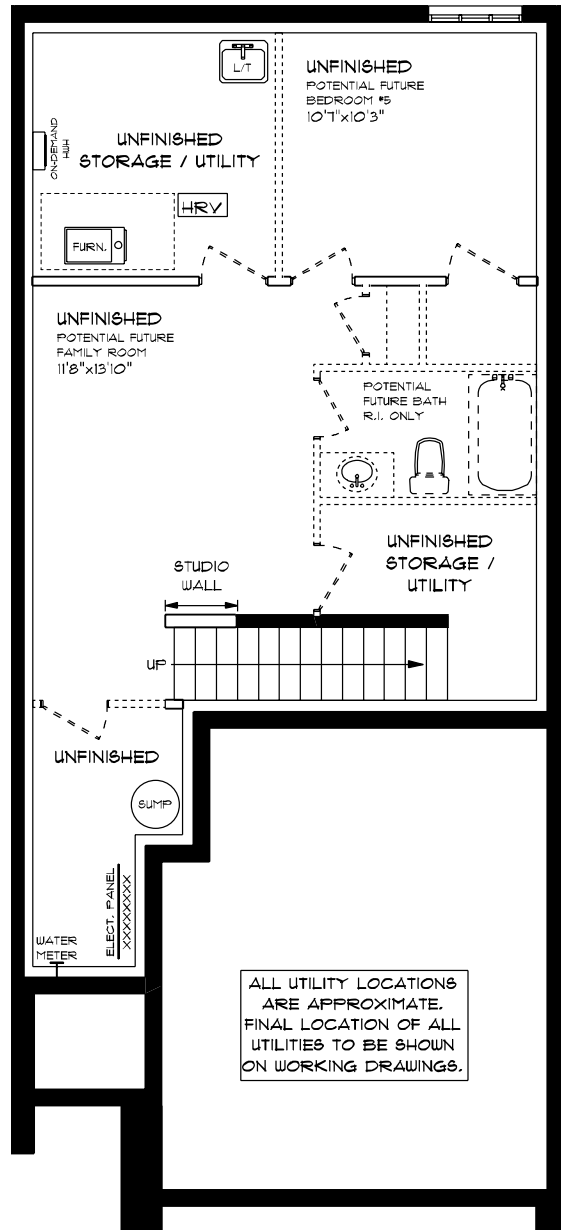 L/T
UNFINISHED
POTENTIAL FUTURE
BEDROOM #5
10'7"x10'3"
ON-DEMAND
HWH
UNFINISHED
STORAGE / UTILITY
HRV
FURN.
UNFINISHED
POTENTIAL FUTURE
FAMILY ROOM
11'8"x13'10"
POTENTIAL
FUTURE BATH
R.I. ONLY
UNFINISHED
STORAGE /
UTILITY
STUDIO
WALL
UP
UNFINISHED
SUMP
ELECT. PANEL
XXXXXXXX
WATER
METER
ALL UTILITY LOCATIONS
ARE APPROXIMATE.
FINAL LOCATION OF ALL
UTILITIES TO BE SHOWN
ON WORKING DRAWINGS.